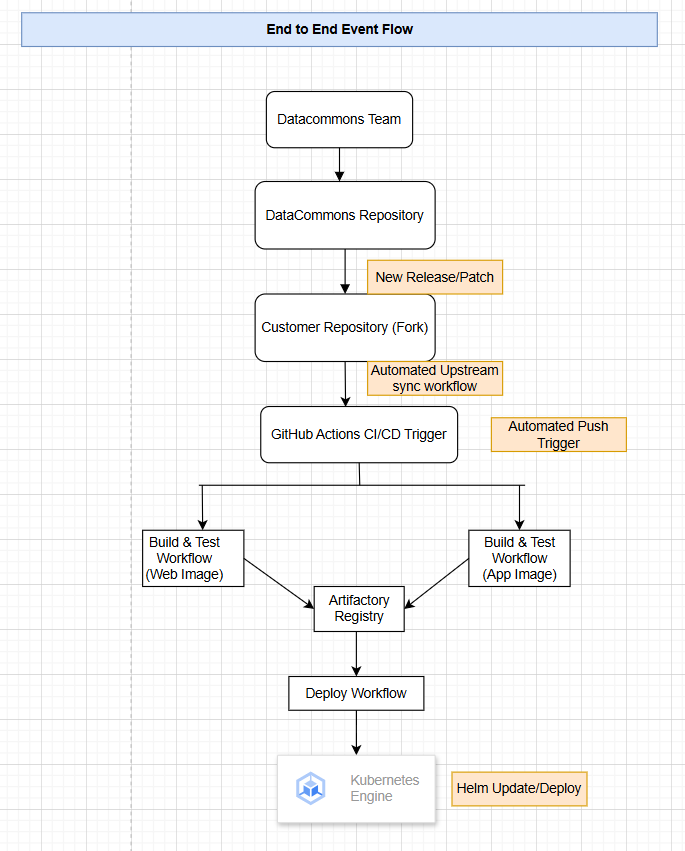 End to End Event Flow
Datacommons Team
DataCommons Repository
New Release/Patch
Customer Repository (Fork)
Automated Upstream
sync workflow
GitHub Actions CI/CD Trigger
Automated Push
Trigger
Build & Test
Workflow
(Web Image)
Build & Test
Workflow
(App Image)
Artifactory
Registry
Deploy Workflow
Kubernetes
Engine
Helm Update/Deploy